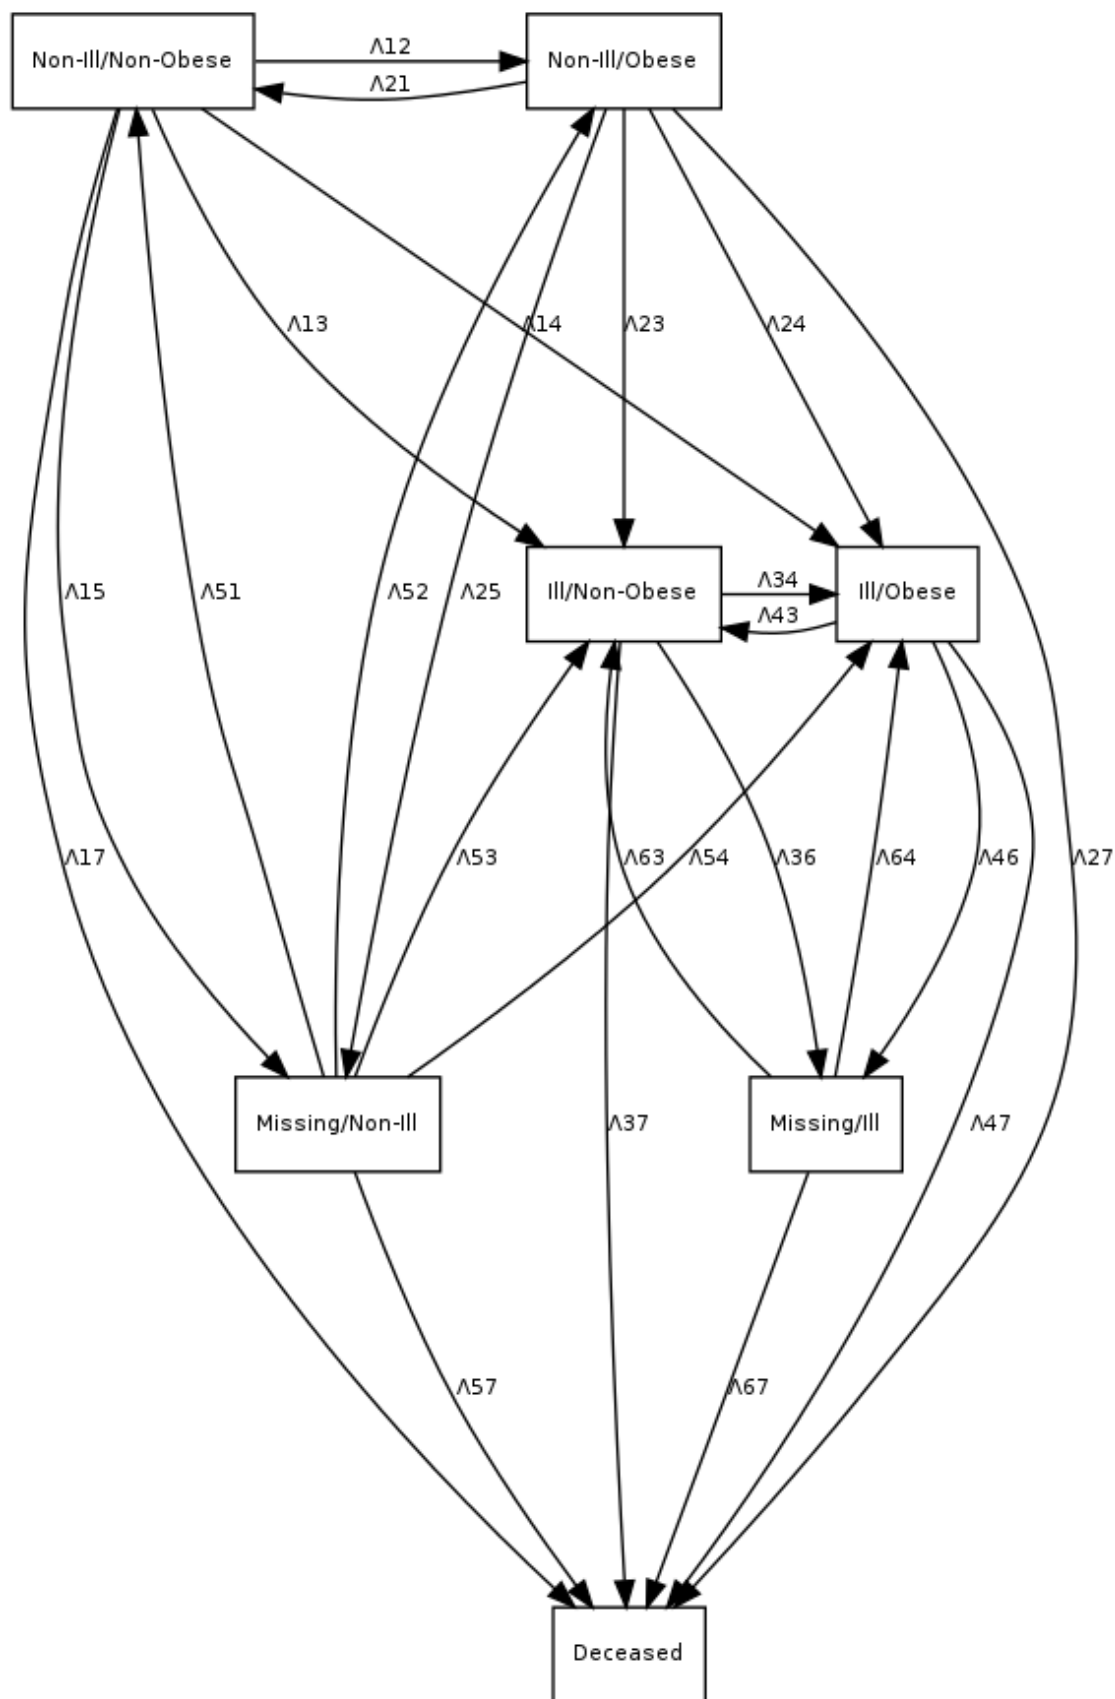 Non-Ill/Non-Obese
Λ12
Non-Ill/Obese
Λ21
Λ13
Λ14
Λ23
Λ24
Λ15
Λ51
Λ52
Λ25
Ill/Non-Obese
Λ34
Ill/Obese
Λ43
Λ17
Λ53
Λ63
Λ54
Λ36
Λ64
Λ46
Λ27
Missing/Non-Ill
Λ37
Missing/Ill
Λ47
Λ57
Λ67
Deceased